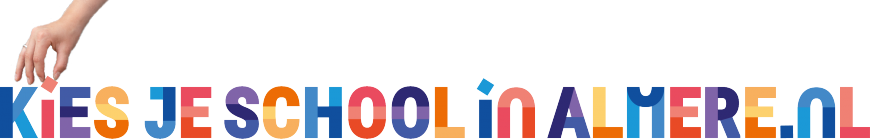 KiES JE SCHOOL in ALMERE.nL